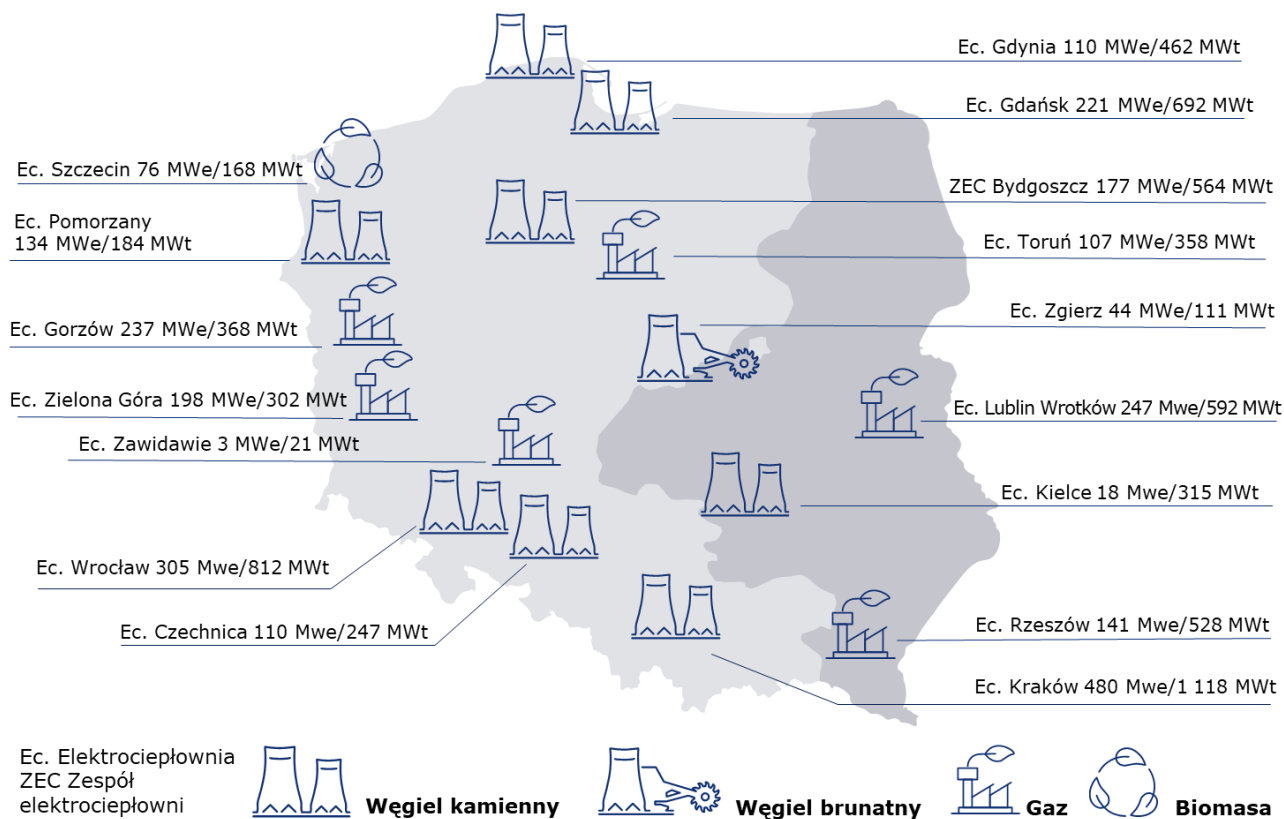 Ec. Gdynia 110 MWe/462 MWt
Ec. Gdańsk 221 MWe/692 MWt
Ec. Szczecin 76 MWe/168 MWt
ZEC Bydgoszcz 177 MWe/564 MWt
Ec. Pomorzany
134 MWe/184 MWt
Ec. Toruń 107 MWe/358 MWt
Ec. Zgierz 44 MWe/111 MWt
Ec. Gorzów 237 MWe/368 MWt
Ec. Zielona Góra 198 MWe/302 MWt
Ec. Lublin Wrotków 247 Mwe/592 MWt
Ec. Zawidawie 3 MWe/21 MWt
Ec. Kielce 18 Mwe/315 MWt
Ec. Wrocław 305 Mwe/812 MWt
Ec. Czechnica 110 Mwe/247 MWt
Ec. Rzeszów 141 Mwe/528 MWt
Ec. Kraków 480 Mwe/1 118 MWt
Ec. Elektrociepłownia
ZEC Zespół
elektrociepłowni
Węgiel kamienny
Węgiel brunatny
Gaz
Biomasa